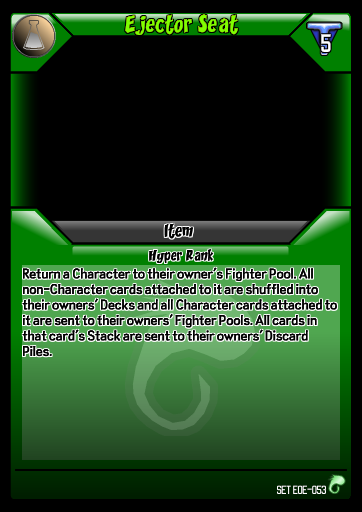 Ejector Seat
5
Item
Hyper Rank
Return a Character to their owner's Fighter Pool. All
non-Character cards attached to it are shuffled into
their owners' Decks and all Character cards attached to
it are sent to their owners' Fighter Pools. All cards in
that card's Stack are sent to their owners' Discard
Piles.
SET EOE-053